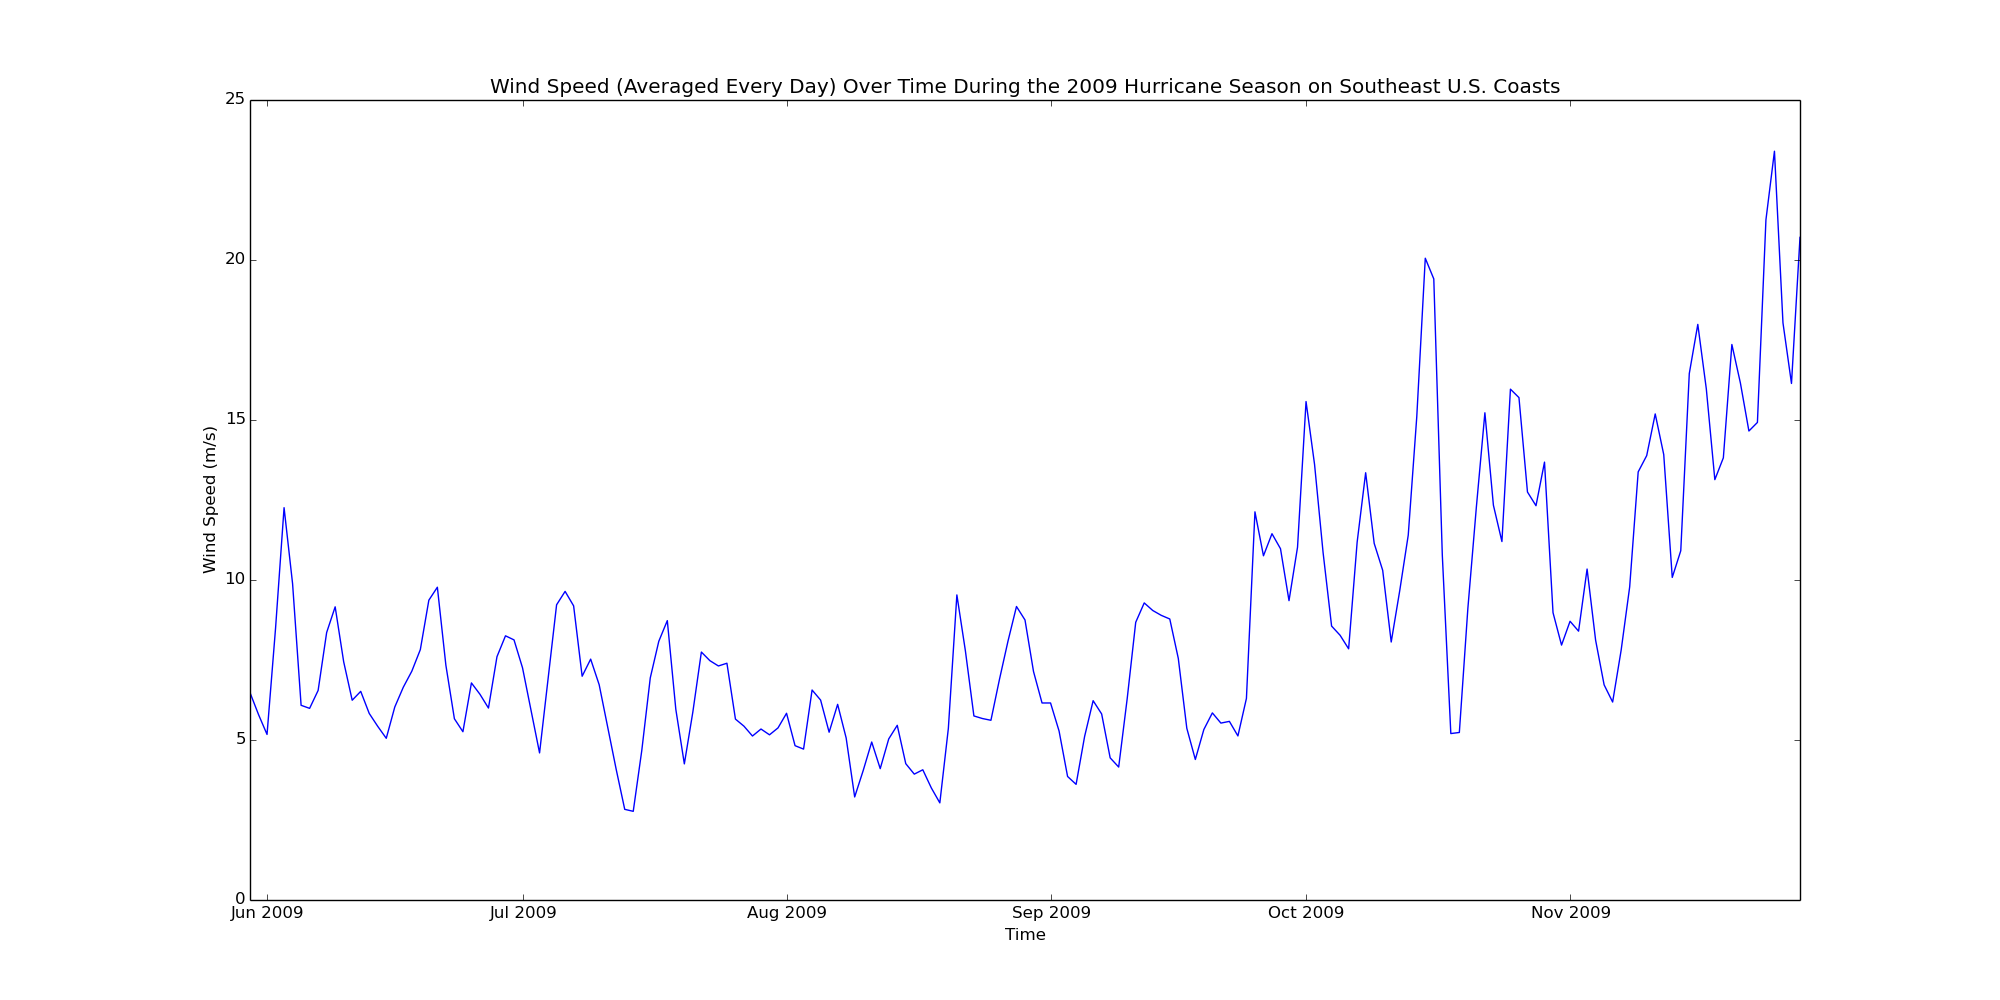 Wind Speed (Averaged Every Day) Over Time During the 2009 Hurricane Season on Southeast U.S. Coasts
25
20
15
10
5
0
Wind Speed (m/s)
Jun 2009 Jul 2009 Aug 2009 Sep 2009 Oct 2009 Nov 2009
Time